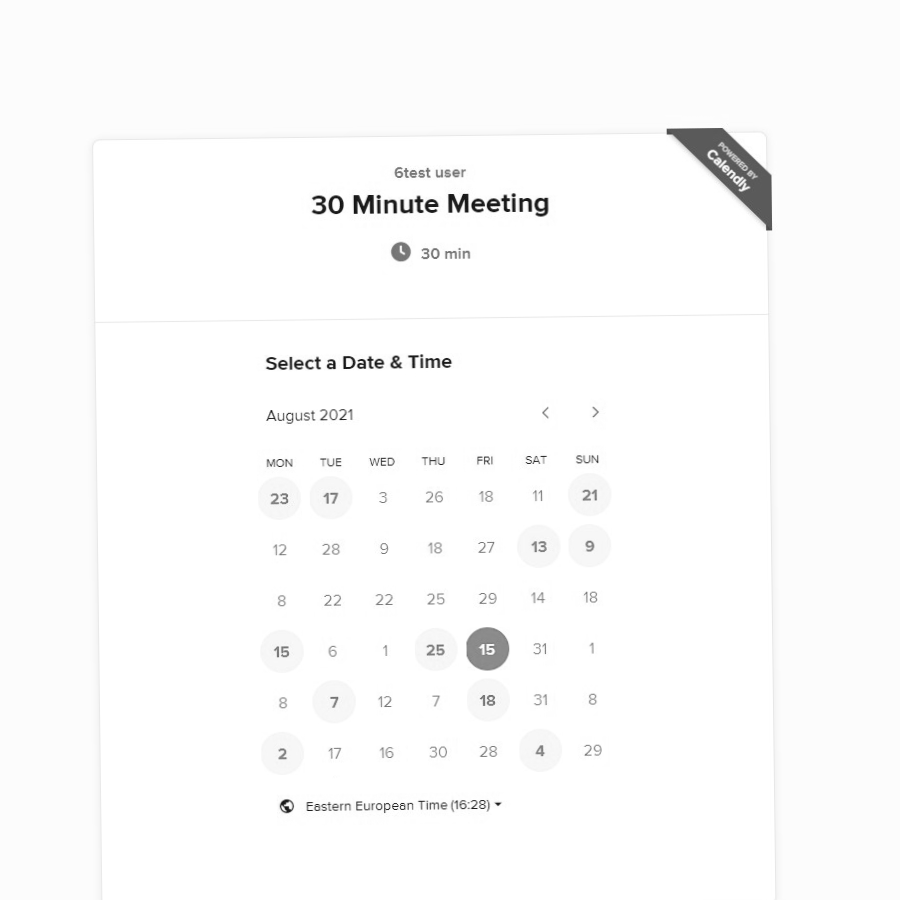 POWERED BY
Calendly
6test user
30 Minute Meeting
30 min
Select a Date & Time
August 2021
MON TUE WED THU FRI SAT SUN
23 17 3 26 18 11 21
12 28 9 18 27 13 9
8 22 22 25 29 14 18
15 6 1 25 15 31 1
8 7 12 7 18 31 8
2 17 16 30 28 4 29
Eastern European Time (16:28)